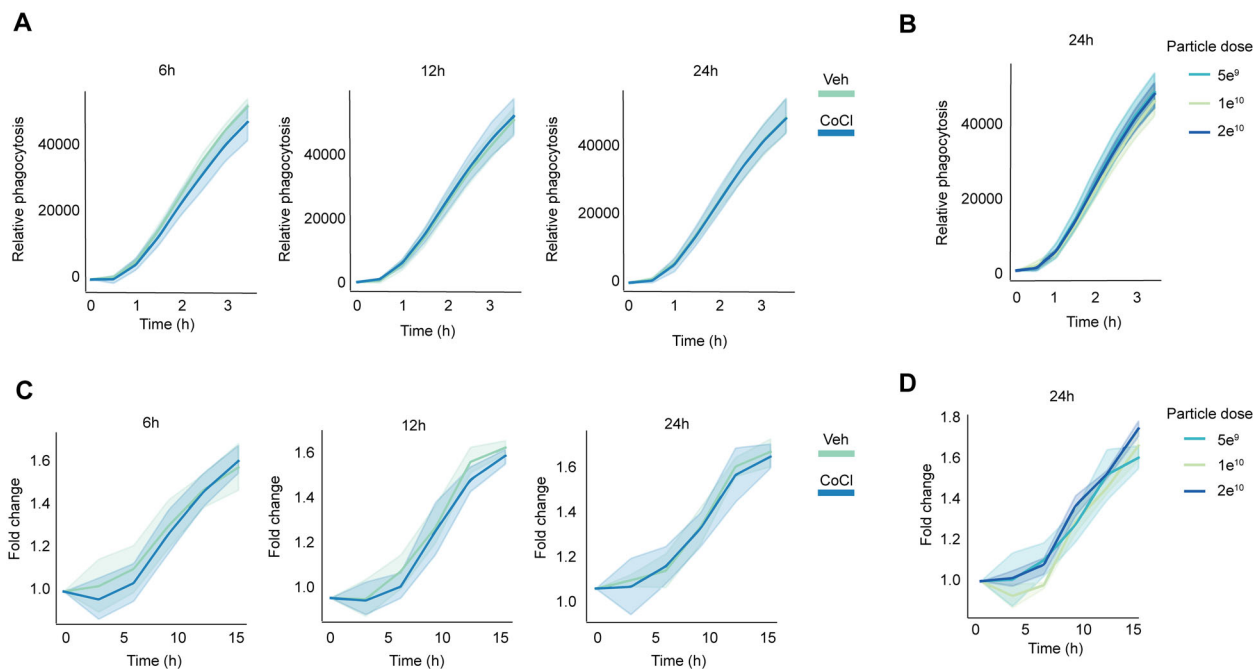 A
6h
12h
24h
Veh
CoCl
Relative phagocytosis
40000
20000
0
0 1 2 3
Time (h)
Relative phagocytosis
40000
20000
0
0 1 2 3
Time (h)
Relative phagocytosis
40000
20000
0
0 1 2 3
Time (h)
B
24h
Particle dose
5e⁹
1e¹⁰
2e¹⁰
Relative phagocytosis
40000
20000
0
0 1 2 3
Time (h)
C
6h
12h
24h
Veh
CoCl
Fold change
1.6
1.4
1.2
1.0
0 5 10 15
Time (h)
Fold change
1.6
1.4
1.2
1.0
0 5 10 15
Time (h)
Fold change
1.6
1.4
1.2
1.0
0 5 10 15
Time (h)
D
24h
Particle dose
5e⁹
1e¹⁰
2e¹⁰
Fold change
1.8
1.6
1.4
1.2
1.0
0 5 10 15
Time (h)